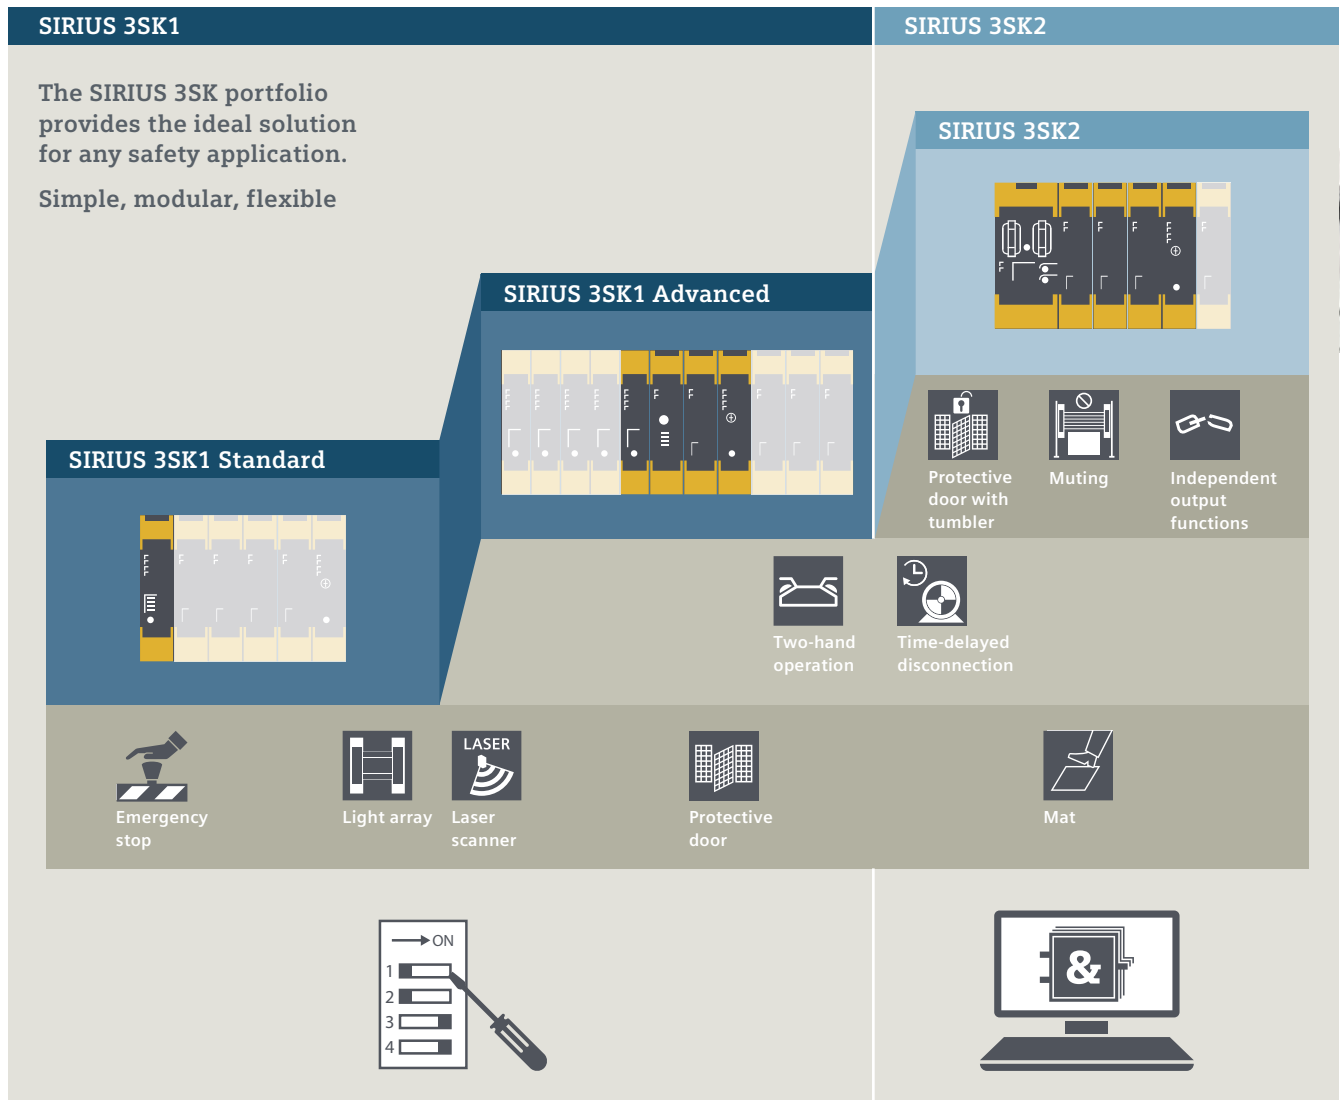 SIRIUS 3SK1
SIRIUS 3SK2
The SIRIUS 3SK portfolio
provides the ideal solution
for any safety application.
Simple, modular, flexible
SIRIUS 3SK2
SIRIUS 3SK1 Advanced
SIRIUS 3SK1 Standard
Protective
door with
tumbler
Muting
Independent
output
functions
Two-hand
operation
Time-delayed
disconnection
Emergency
stop
Light array
LASER
Laser
scanner
Protective
door
Mat
ON
1
2
3
4
&